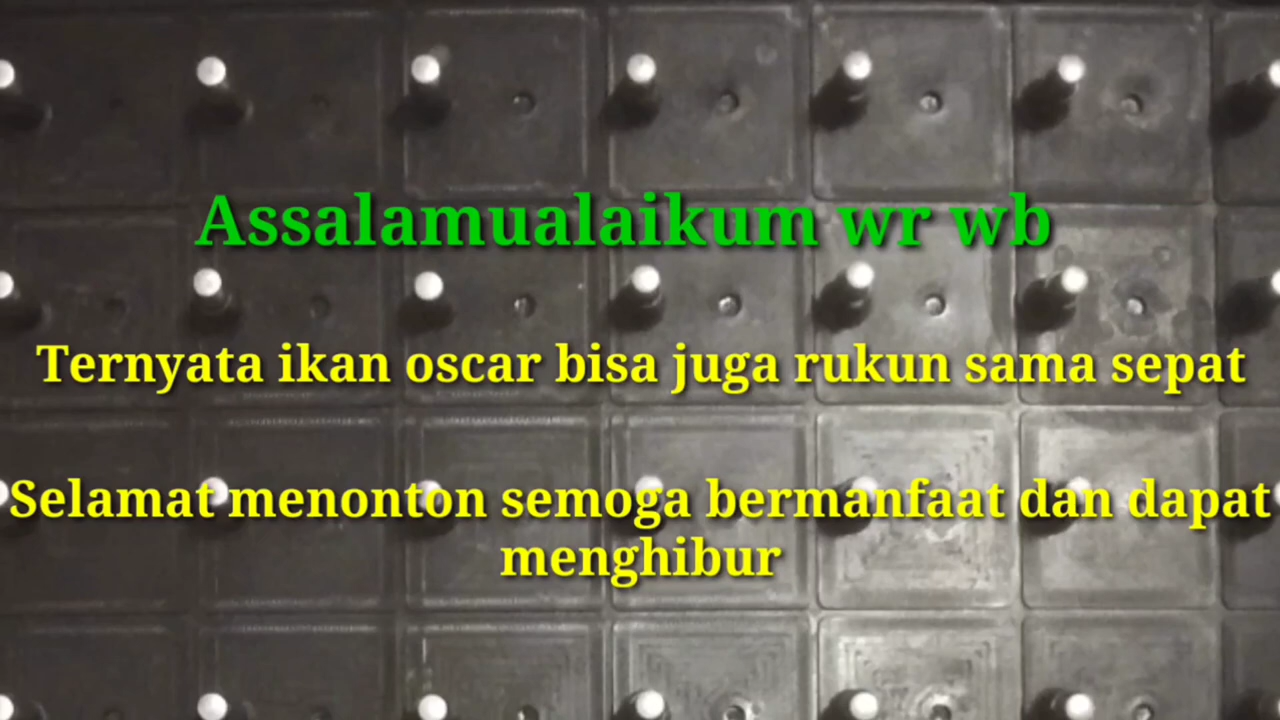 Assalamualaikum wr wb
Ternyata ikan oscar bisa juga rukun sama sepat
Selamat menonton semoga bermanfaat dan dapat
menghibur